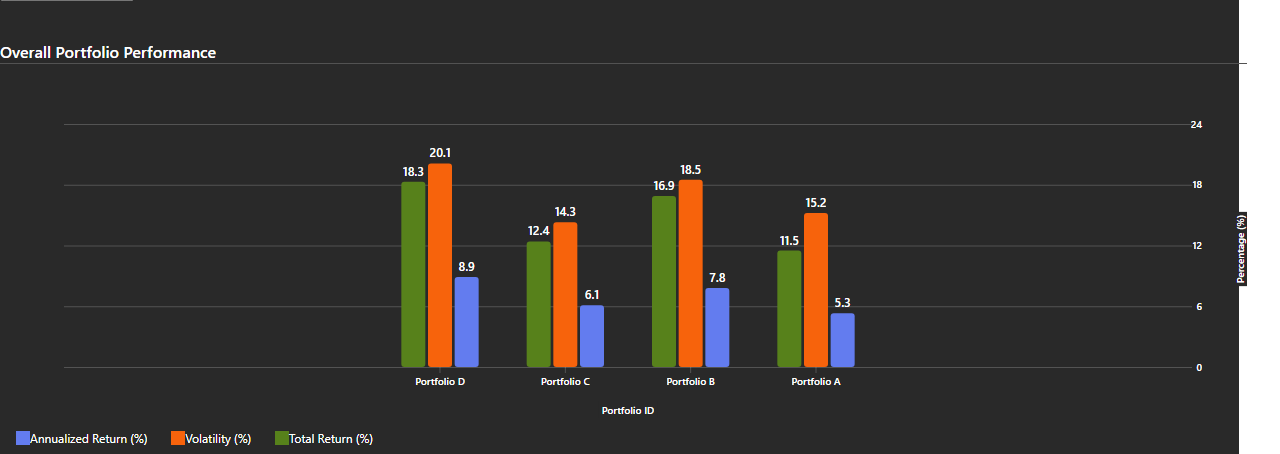 Overall Portfolio Performance
24
18
12
6
0
Percentage (%)
18.3
20.1
8.9
12.4
14.3
6.1
16.9
18.5
7.8
11.5
15.2
5.3
Portfolio D
Portfolio C
Portfolio B
Portfolio A
Portfolio ID
Annualized Return (%)
Volatility (%)
Total Return (%)